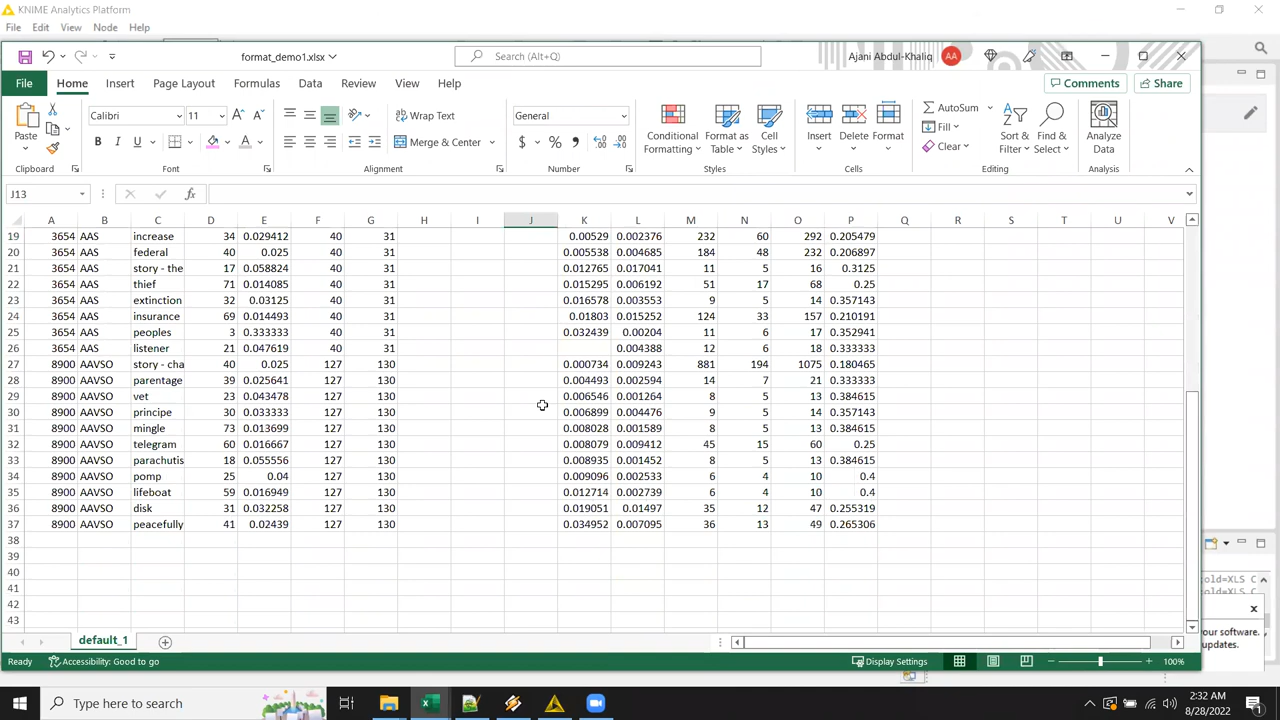 KNIME Analytics Platform
File Edit View Node Help
format_demo1.xlsx
Search (Alt+Q)
Ajani Abdul-Khaliq AA
File Home Insert Page Layout Formulas Data Review View Help Comments Share
Paste
Calibri 11
B I U
Wrap Text
Merge & Center
General
$ % ,
Conditional Formatting
Format as Table
Cell Styles
Insert
Delete
Format
AutoSum
Fill
Clear
Sort & Filter
Find & Select
Analyze Data
Clipboard Font Alignment Number Styles Cells Editing Analysis
J13 fx
A B C D E F G H I J K L M N O P Q R S T U V
19 3654 AAS increase 34 0.029412 40 31 0.00529 0.002376 232 60 292 0.205479
20 3654 AAS federal 40 0.025 40 31 0.005538 0.004685 184 48 232 0.206897
21 3654 AAS story - the 17 0.058824 40 31 0.012765 0.017041 11 5 16 0.3125
22 3654 AAS thief 71 0.014085 40 31 0.015295 0.006192 51 17 68 0.25
23 3654 AAS extinction 32 0.03125 40 31 0.016578 0.003553 9 5 14 0.357143
24 3654 AAS insurance 69 0.014493 40 31 0.01803 0.015252 124 33 157 0.210191
25 3654 AAS peoples 3 0.333333 40 31 0.032439 0.00204 11 6 17 0.352941
26 3654 AAS listener 21 0.047619 40 31 0.004388 12 6 18 0.333333
27 8900 AAVSO story - cha 40 0.025 127 130 0.000734 0.009243 881 194 1075 0.180465
28 8900 AAVSO parentage 39 0.025641 127 130 0.004493 0.002594 14 7 21 0.333333
29 8900 AAVSO vet 23 0.043478 127 130 0.006546 0.001264 8 5 13 0.384615
30 8900 AAVSO principe 30 0.033333 127 130 0.006899 0.004476 9 5 14 0.357143
31 8900 AAVSO mingle 73 0.013699 127 130 0.008028 0.001589 8 5 13 0.384615
32 8900 AAVSO telegram 60 0.016667 127 130 0.008079 0.009412 45 15 60 0.25
33 8900 AAVSO parachutis 18 0.055556 127 130 0.008935 0.001452 8 5 13 0.384615
34 8900 AAVSO pomp 25 0.04 127 130 0.009096 0.002533 6 4 10 0.4
35 8900 AAVSO lifeboat 59 0.016949 127 130 0.012714 0.002739 6 4 10 0.4
36 8900 AAVSO disk 31 0.032258 127 130 0.019051 0.01497 35 12 47 0.255319
37 8900 AAVSO peacefully 41 0.02439 127 130 0.034952 0.007095 36 13 49 0.265306
38
39
40
41
42
43
old=XLS C
old=XLS C
our software.
updates.
default_1
Ready Accessibility: Good to go Display Settings 100%
Type here to search
2:32 AM
8/28/2022